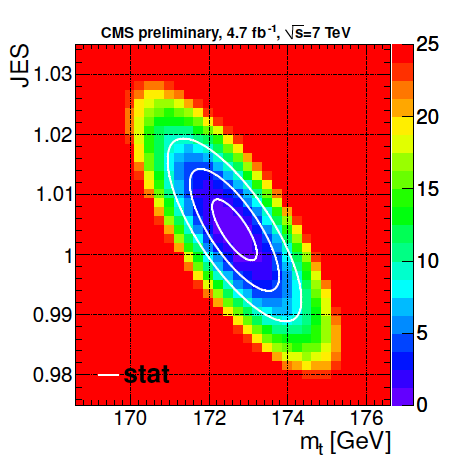 CMS preliminary, 4.7 fb⁻¹, √s=7 TeV
JES
1.03
1.02
1.01
1
0.99
0.98
25
20
15
10
5
0
stat
170 172 174 176
mₜ [GeV]